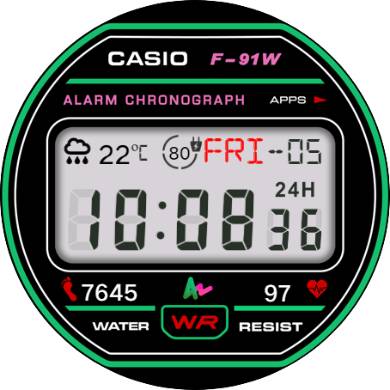 CASIO F-91W
ALARM CHRONOGRAPH APPS
22°C 80 FRI--05
10:08 24H 36
7645 97
WATER WR RESIST